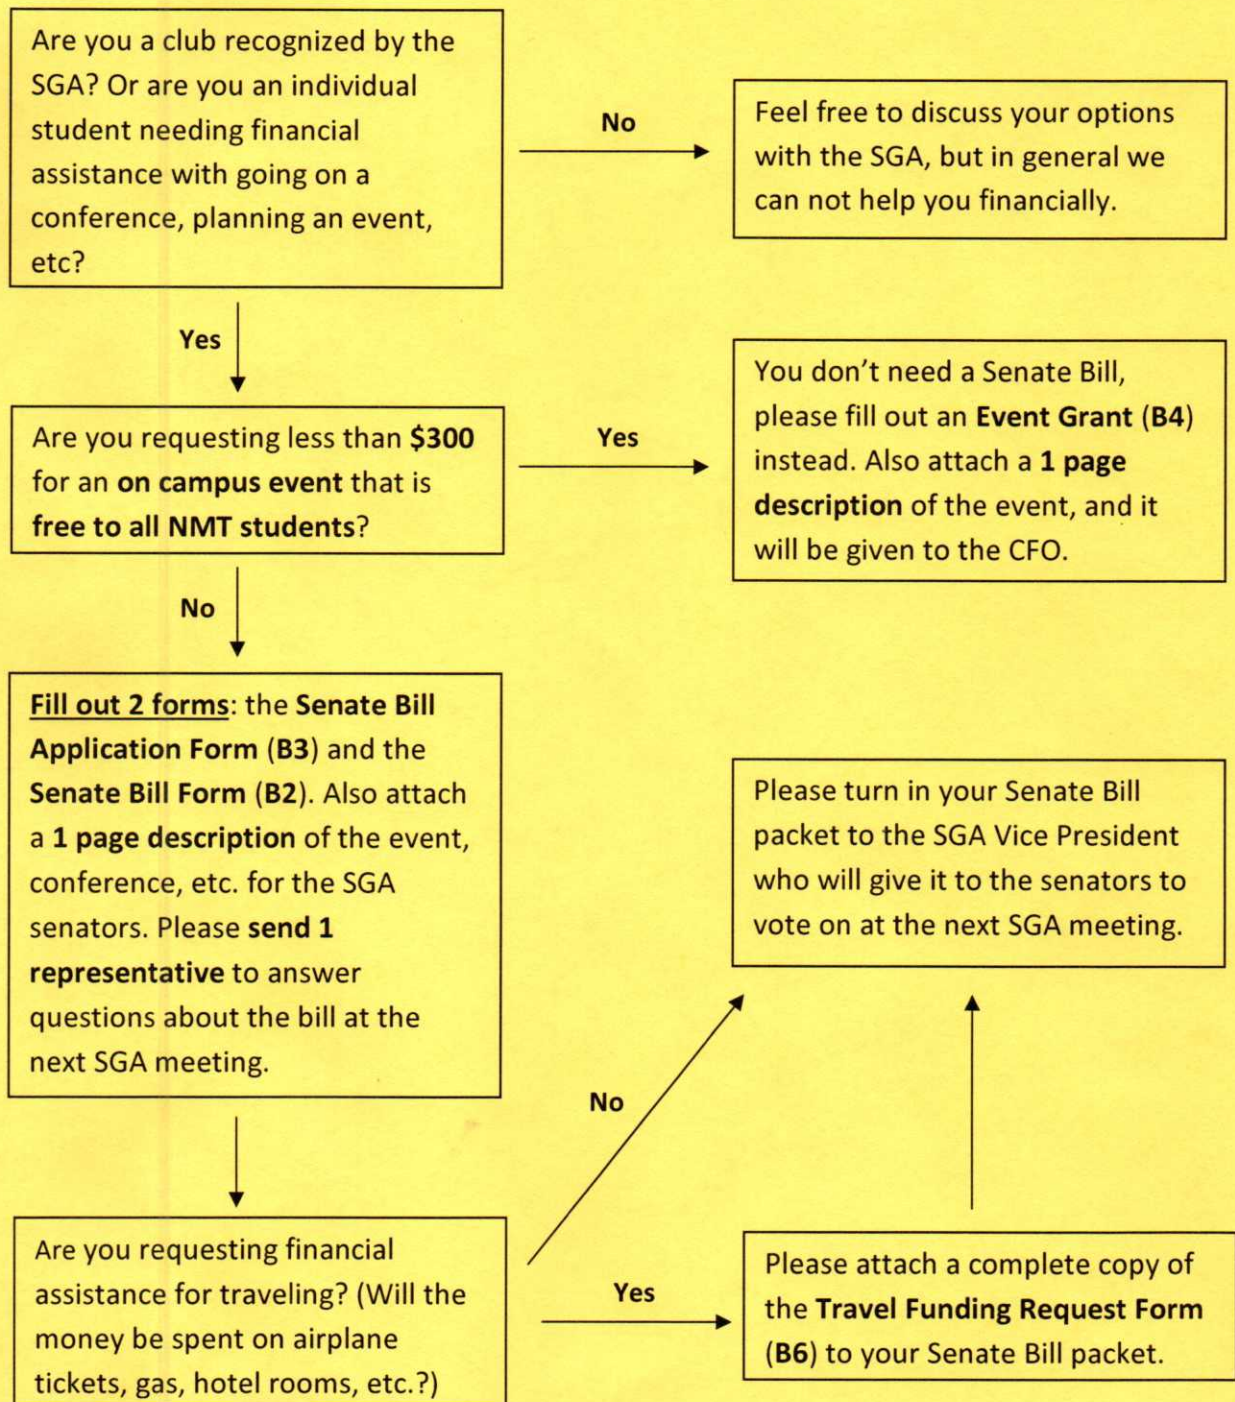 Are you a club recognized by the
SGA? Or are you an individual
student needing financial
assistance with going on a
conference, planning an event,
etc?
No
Feel free to discuss your options
with the SGA, but in general we
can not help you financially.
Yes
Are you requesting less than $300
for an on campus event that is
free to all NMT students?
Yes
You don't need a Senate Bill,
please fill out an Event Grant (B4)
instead. Also attach a 1 page
description of the event, and it
will be given to the CFO.
No
Fill out 2 forms: the Senate Bill
Application Form (B3) and the
Senate Bill Form (B2). Also attach
a 1 page description of the event,
conference, etc. for the SGA
senators. Please send 1
representative to answer
questions about the bill at the
next SGA meeting.
Please turn in your Senate Bill
packet to the SGA Vice President
who will give it to the senators to
vote on at the next SGA meeting.
No
Are you requesting financial
assistance for traveling? (Will the
money be spent on airplane
tickets, gas, hotel rooms, etc.?)
Yes
Please attach a complete copy of
the Travel Funding Request Form
(B6) to your Senate Bill packet.